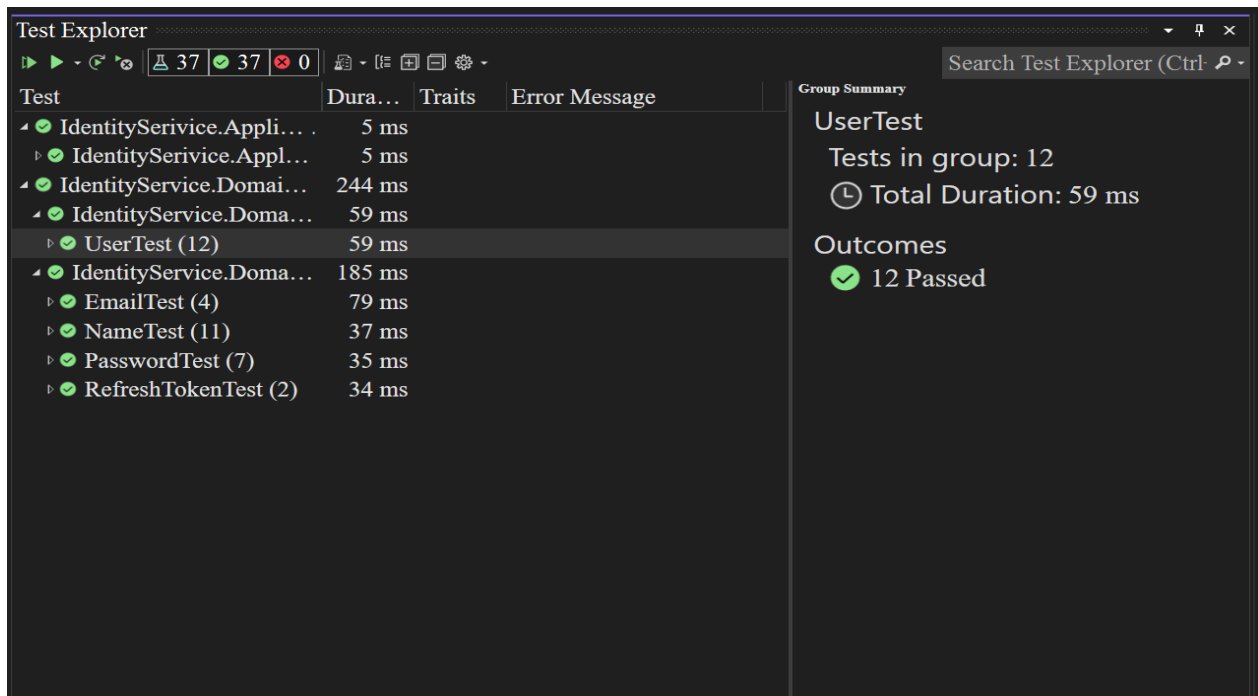 Test Explorer
37 37 0
Search Test Explorer (Ctrl-
Test Dura... Traits Error Message
IdentitySerivice.Appli... . 5 ms
IdentitySerivice.Appl... 5 ms
IdentityService.Domai... 244 ms
IdentityService.Doma... 59 ms
UserTest (12) 59 ms
IdentityService.Doma... 185 ms
EmailTest (4) 79 ms
NameTest (11) 37 ms
PasswordTest (7) 35 ms
RefreshTokenTest (2) 34 ms
Group Summary
UserTest
Tests in group: 12
Total Duration: 59 ms
Outcomes
12 Passed